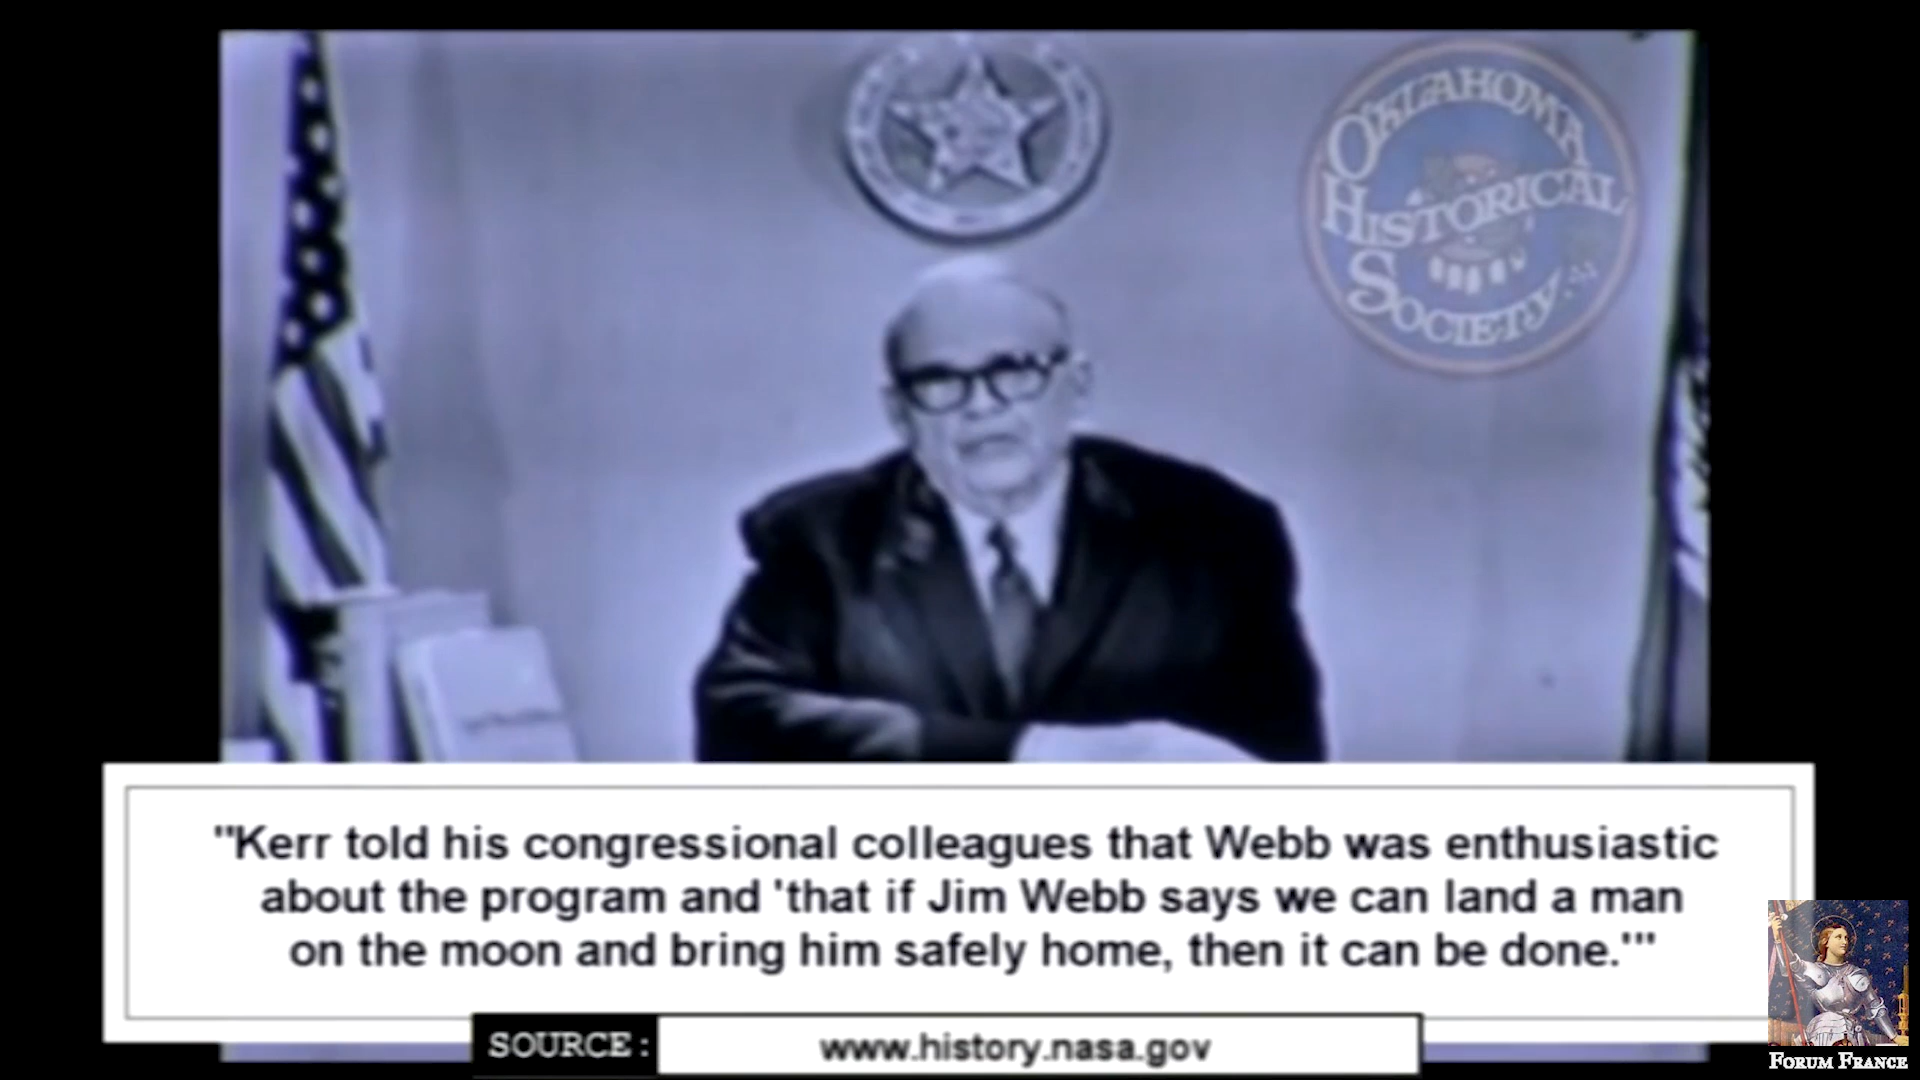 OKLAHOMA
HISTORICAL
SOCIETY
"Kerr told his congressional colleagues that Webb was enthusiastic
about the program and 'that if Jim Webb says we can land a man
on the moon and bring him safely home, then it can be done.'"
SOURCE: www.history.nasa.gov
FORUM FRANCE